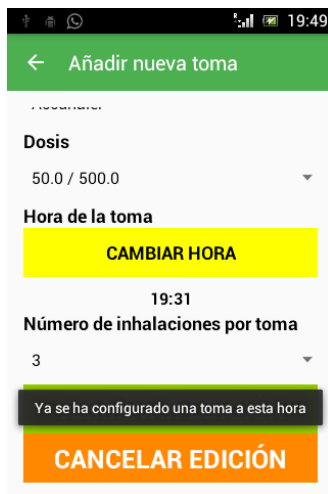 19:49
Añadir nueva toma
Dosis
50.0 / 500.0
Hora de la toma
CAMBIAR HORA
19:31
Número de inhalaciones por toma
3
Ya se ha configurado una toma a esta hora
CANCELAR EDICIÓN